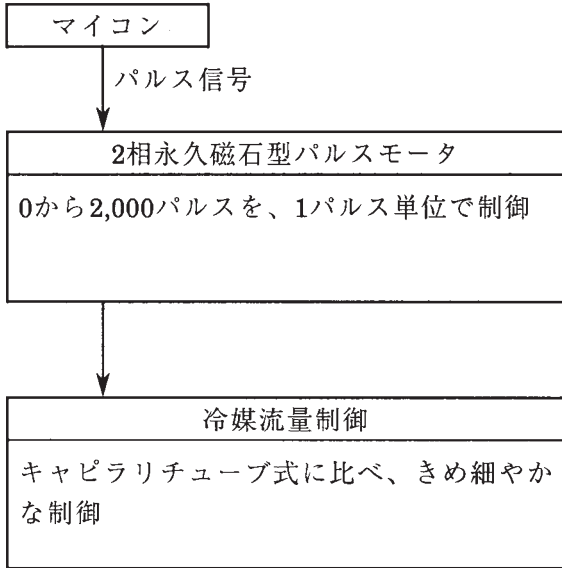 マイコン
パルス信号
2相永久磁石型パルスモータ
0から2,000パルスを、1パルス単位で制御
冷媒流量制御
キャピラリチューブ式に比べ、きめ細やか
な制御